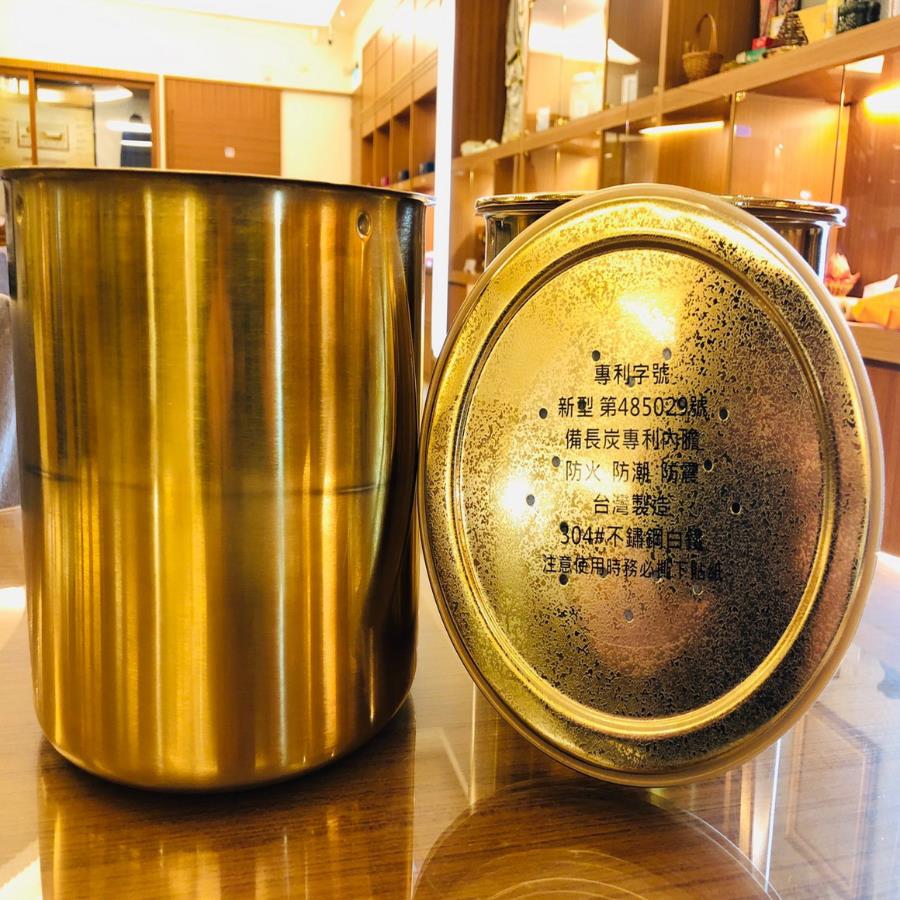 專利字號
新型 第485029號
備長炭專利內膽
防火 防潮 防震
台灣製造
304#不鏽鋼白鐵
注意使用時務必撕下貼紙